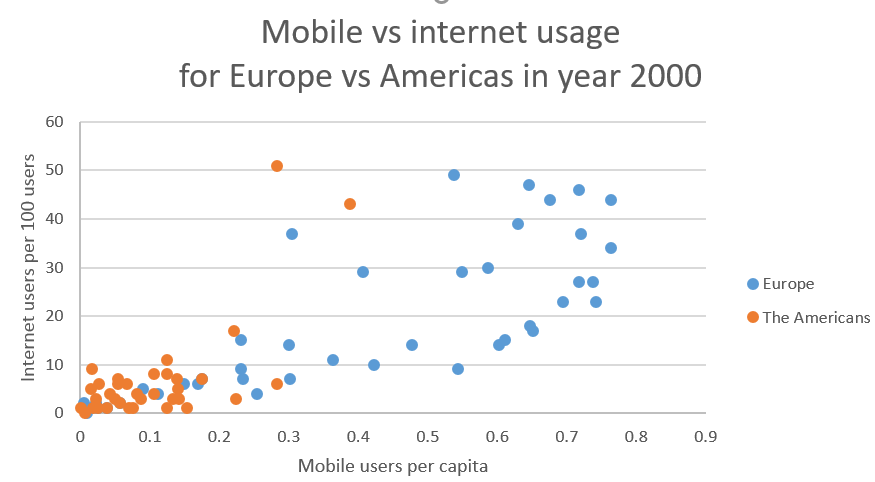 Mobile vs internet usage
for Europe vs Americas in year 2000
60
50
40
30
20
10
0
Internet users per 100 users
0 0.1 0.2 0.3 0.4 0.5 0.6 0.7 0.8 0.9
Mobile users per capita
Europe
The Americans